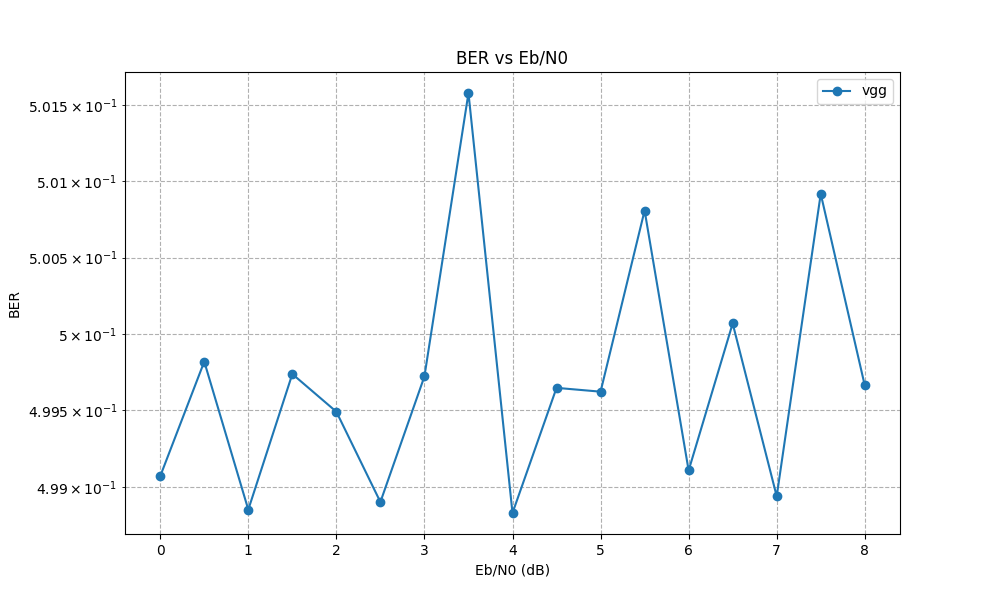 BER vs Eb/N0
vgg
5.015 × 10⁻¹
5.01 × 10⁻¹
5.005 × 10⁻¹
5 × 10⁻¹
4.995 × 10⁻¹
4.99 × 10⁻¹
BER
0 1 2 3 4 5 6 7 8
Eb/N0 (dB)